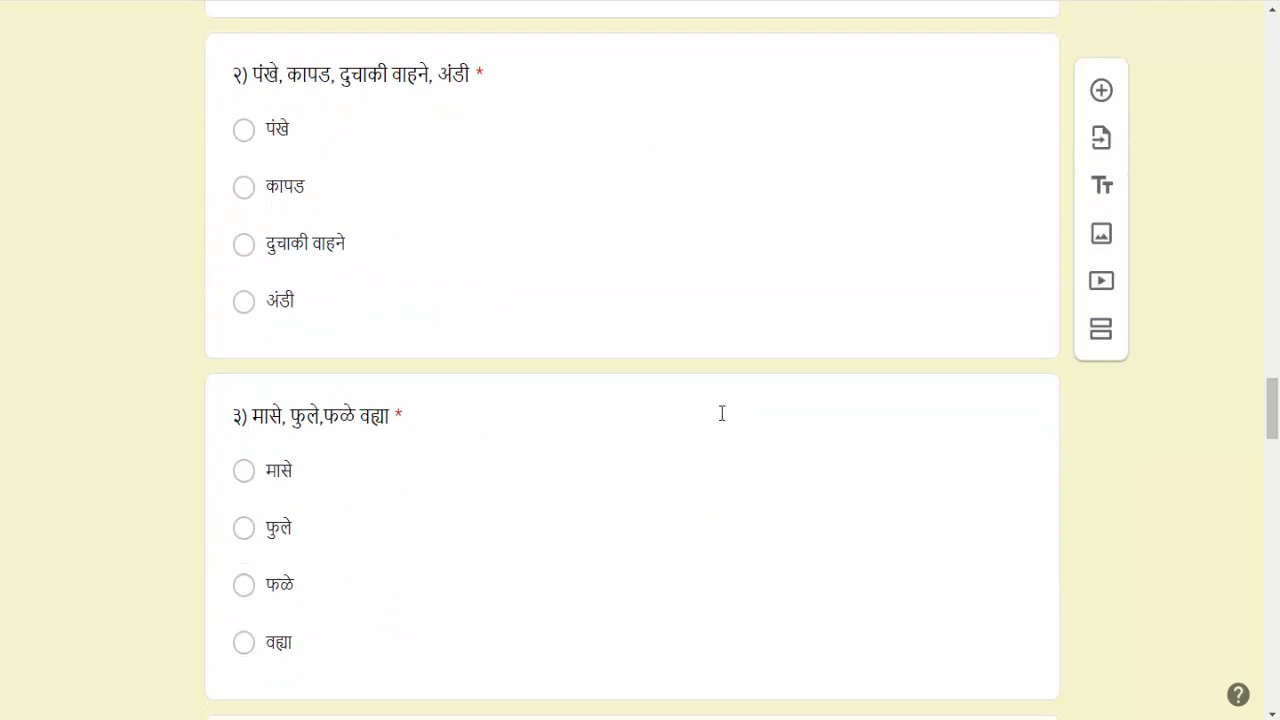 २) पंखे, कापड, दुचाकी वाहने, अंडी *
पंखे
कापड
दुचाकी वाहने
अंडी
३) मासे, फुले,फळे वह्या *
मासे
फुले
फळे
वह्या